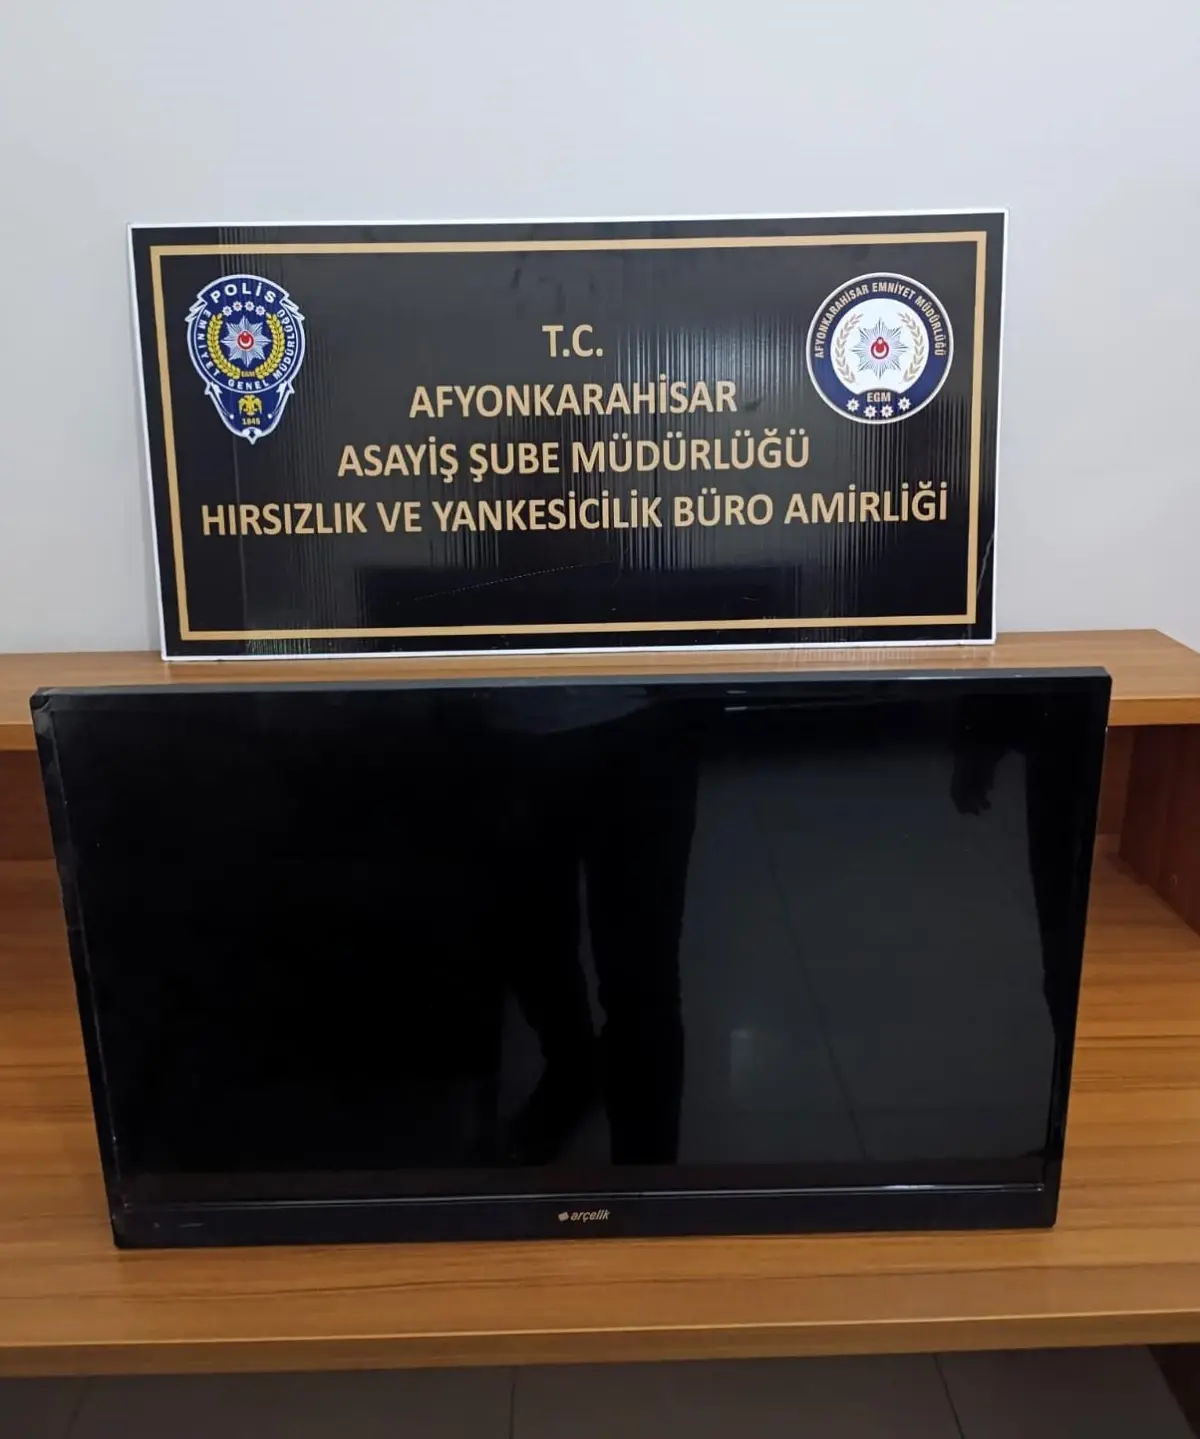 POLİS
EMNİYET GENEL MÜDÜRLÜĞÜ
EGM
1845
AFYONKARAHİSAR EMNİYET MÜDÜRLÜĞÜ
EGM
T.C.
AFYONKARAHİSAR
ASAYİŞ ŞUBE MÜDÜRLÜĞÜ
HIRSIZLIK VE YANKESİCİLİK BÜRO AMİRLİĞİ
arçelik